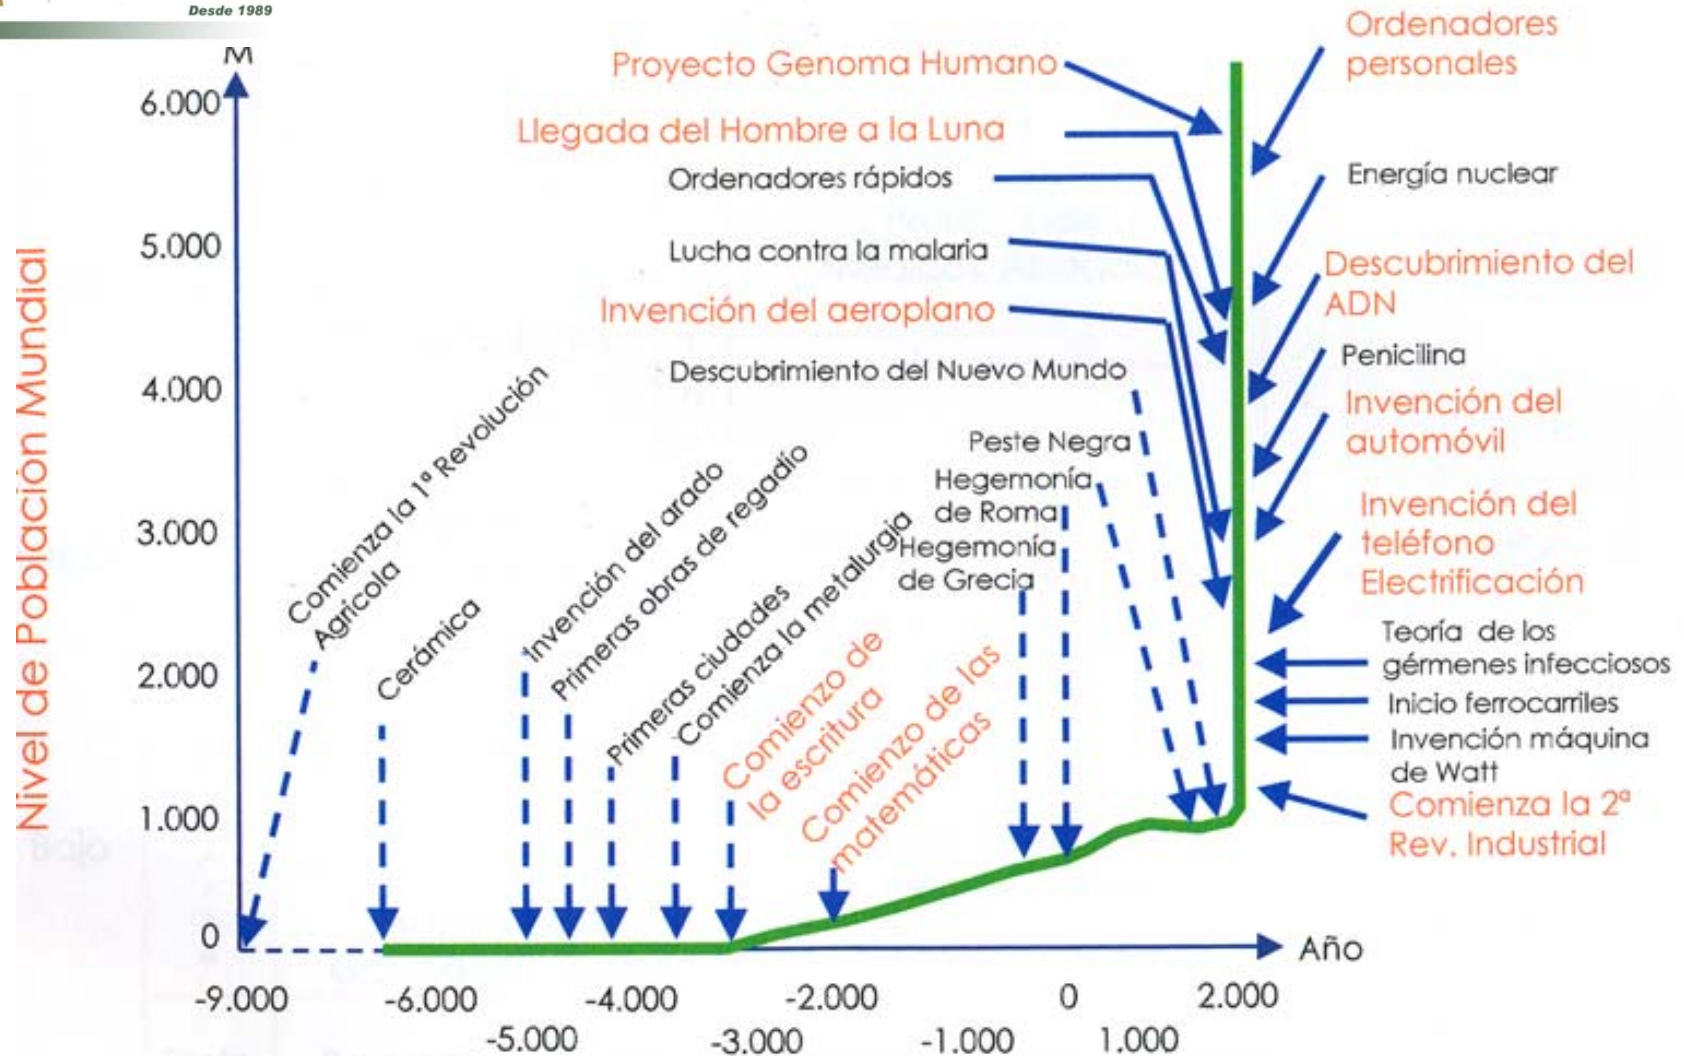 Desde 1989
M
6.000
5.000
4.000
3.000
2.000
1.000
0
Nivel de Población Mundial
Comienza la 1ª Revolución
Agrícola
Cerámica
Invención del arado
Primeras obras de regadío
Primeras ciudades
Comienza la metalurgia
Comienzo de
la escritura
Comienzo de las
matemáticas
Proyecto Genoma Humano
Llegada del Hombre a la Luna
Ordenadores rápidos
Lucha contra la malaria
Invención del aeroplano
Descubrimiento del Nuevo Mundo
Peste Negra
Hegemonía
de Roma
Hegemonía
de Grecia
Ordenadores
personales
Energía nuclear
Descubrimiento del
ADN
Penicilina
Invención del
automóvil
Invención del
teléfono
Electrificación
Teoría de los
gérmenes infecciosos
Inicio ferrocarriles
Invención máquina
de Watt
Comienza la 2ª
Rev. Industrial
Año
-9.000
-6.000
-5.000
-4.000
-3.000
-2.000
-1.000
0
1.000
2.000
Bajo